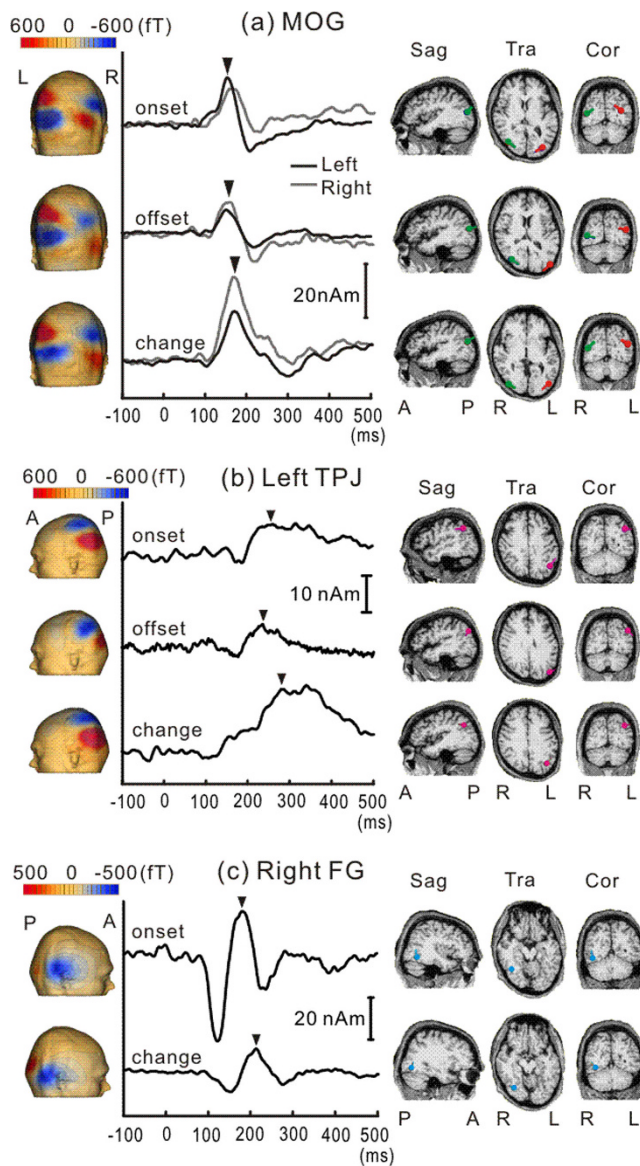 (a) MOG
600 0 -600 (fT)
L R
Sag Tra Cor
onset
Left
Right
offset
20nAm
change
-100 0 100 200 300 400 500
(ms)
A P R L R L
(b) Left TPJ
600 0 -600 (fT)
A P
Sag Tra Cor
onset
10 nAm
offset
change
-100 0 100 200 300 400 500
(ms)
A P R L R L
(c) Right FG
500 0 -500 (fT)
P A
Sag Tra Cor
onset
20 nAm
change
-100 0 100 200 300 400 500
(ms)
P A R L R L